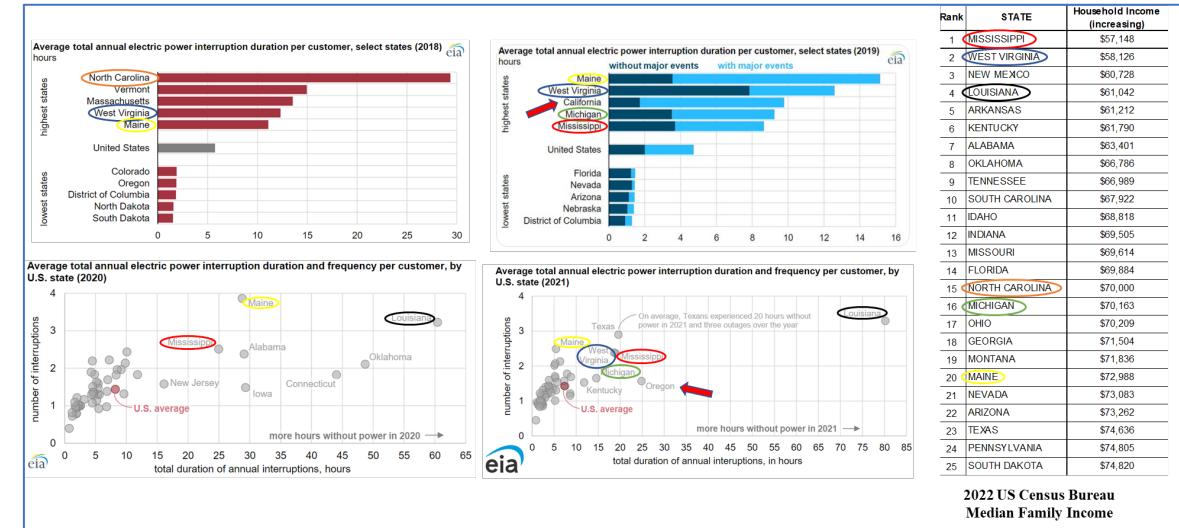 Average total annual electric power interruption duration per customer, select states (2018)
hours
eia
highest states
North Carolina
Vermont
Massachusetts
West Virginia
Maine
United States
lowest states
Colorado
Oregon
District of Columbia
North Dakota
South Dakota
0 5 10 15 20 25 30
Average total annual electric power interruption duration per customer, select states (2019)
hours
eia
without major events with major events
highest states
Maine
West Virginia
California
Michigan
Mississippi
United States
lowest states
Florida
Nevada
Arizona
Nebraska
District of Columbia
0 2 4 6 8 10 12 14 16
Average total annual electric power interruption duration and frequency per customer, by
U.S. state (2020)
number of interruptions
4
3
2
1
0
Maine
Louisiana
Mississippi
Alabama
Oklahoma
New Jersey
Connecticut
Iowa
U.S. average
more hours without power in 2020
0 5 10 15 20 25 30 35 40 45 50 55 60 65
total duration of annual interuptions, hours
eia
Average total annual electric power interruption duration and frequency per customer, by
U.S. state (2021)
number of interruptions
4
3
2
1
0
Louisiana
On average, Texans experienced 20 hours without
power in 2021 and three outages over the year
Texas
Maine
West
Virginia
Mississippi
Michigan
Oregon
Kentucky
U.S. average
more hours without power in 2021
0 5 10 15 20 25 30 35 40 45 50 55 60 65 70 75 80 85
total duration of annual interuptions, in hours
eia
Rank STATE Household Income
(increasing)
1 MISSISSIPPI $57,148
2 WEST VIRGINIA $58,126
3 NEW MEXICO $60,728
4 LOUISIANA $61,042
5 ARKANSAS $61,212
6 KENTUCKY $61,790
7 ALABAMA $63,401
8 OKLAHOMA $66,786
9 TENNESSEE $66,989
10 SOUTH CAROLINA $67,922
11 IDAHO $68,818
12 INDIANA $69,505
13 MISSOURI $69,614
14 FLORIDA $69,884
15 NORTH CAROLINA $70,000
16 MICHIGAN $70,163
17 OHIO $70,209
18 GEORGIA $71,504
19 MONTANA $71,836
20 MAINE $72,988
21 NEVADA $73,083
22 ARIZONA $73,262
23 TEXAS $74,636
24 PENNSYLVANIA $74,805
25 SOUTH DAKOTA $74,820
2022 US Census Bureau
Median Family Income